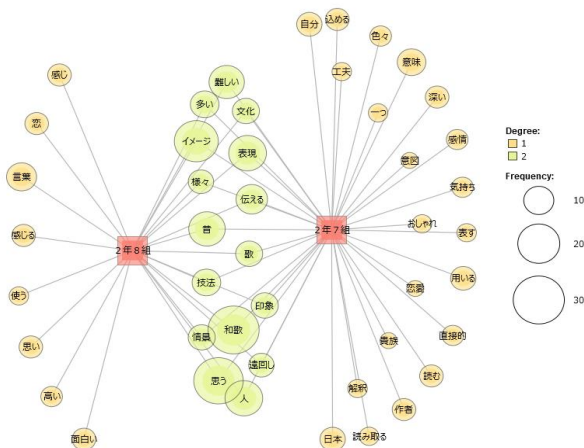 感じ
恋
言葉
感じる
使う
思い
高い
面白い
2年8組
難しい
多い
文化
イメージ
表現
様々
伝える
昔
歌
技法
印象
和歌
情景
遠回し
思う
人
2年7組
自分
込める
色々
工夫
意味
深い
一つ
感情
意図
気持ち
おしゃれ
表す
用いる
恋愛
直接的
貴族
読む
解釈
作者
日本
読み取る
Degree:
1
2
Frequency:
10
20
30